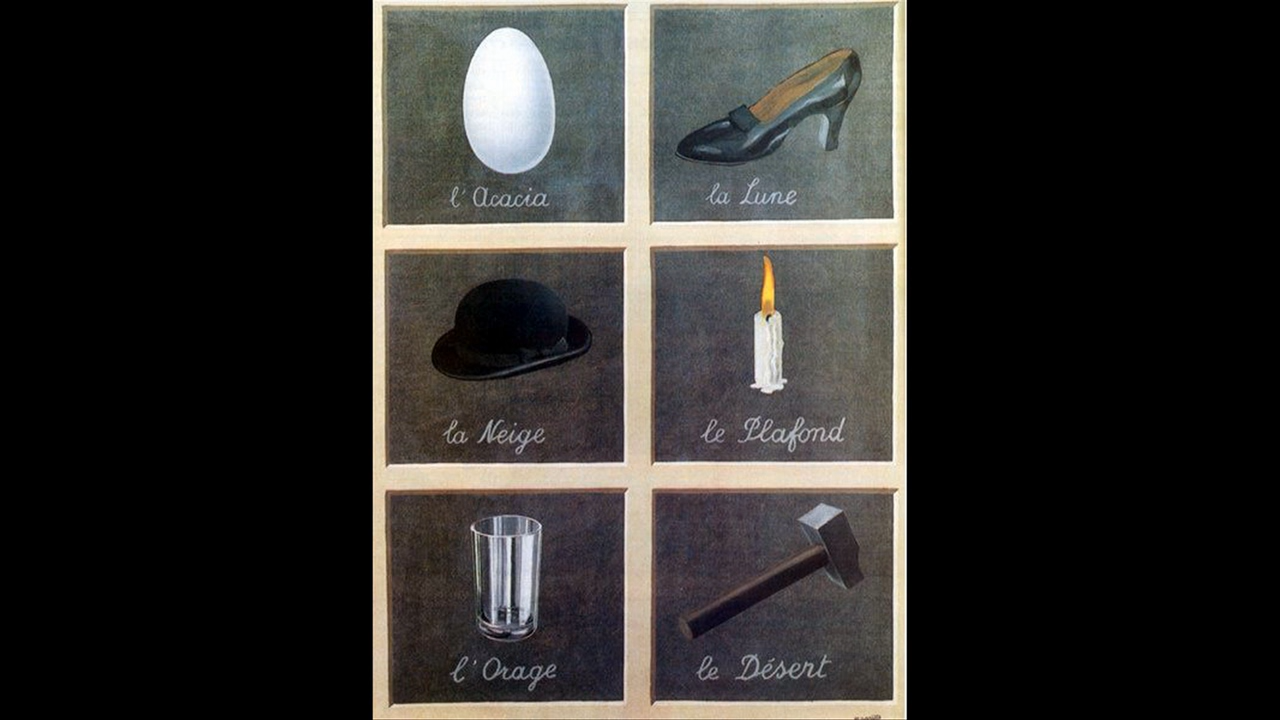 l'Acacia
la Lune
la Neige
le Plafond
l'Orage
le Désert